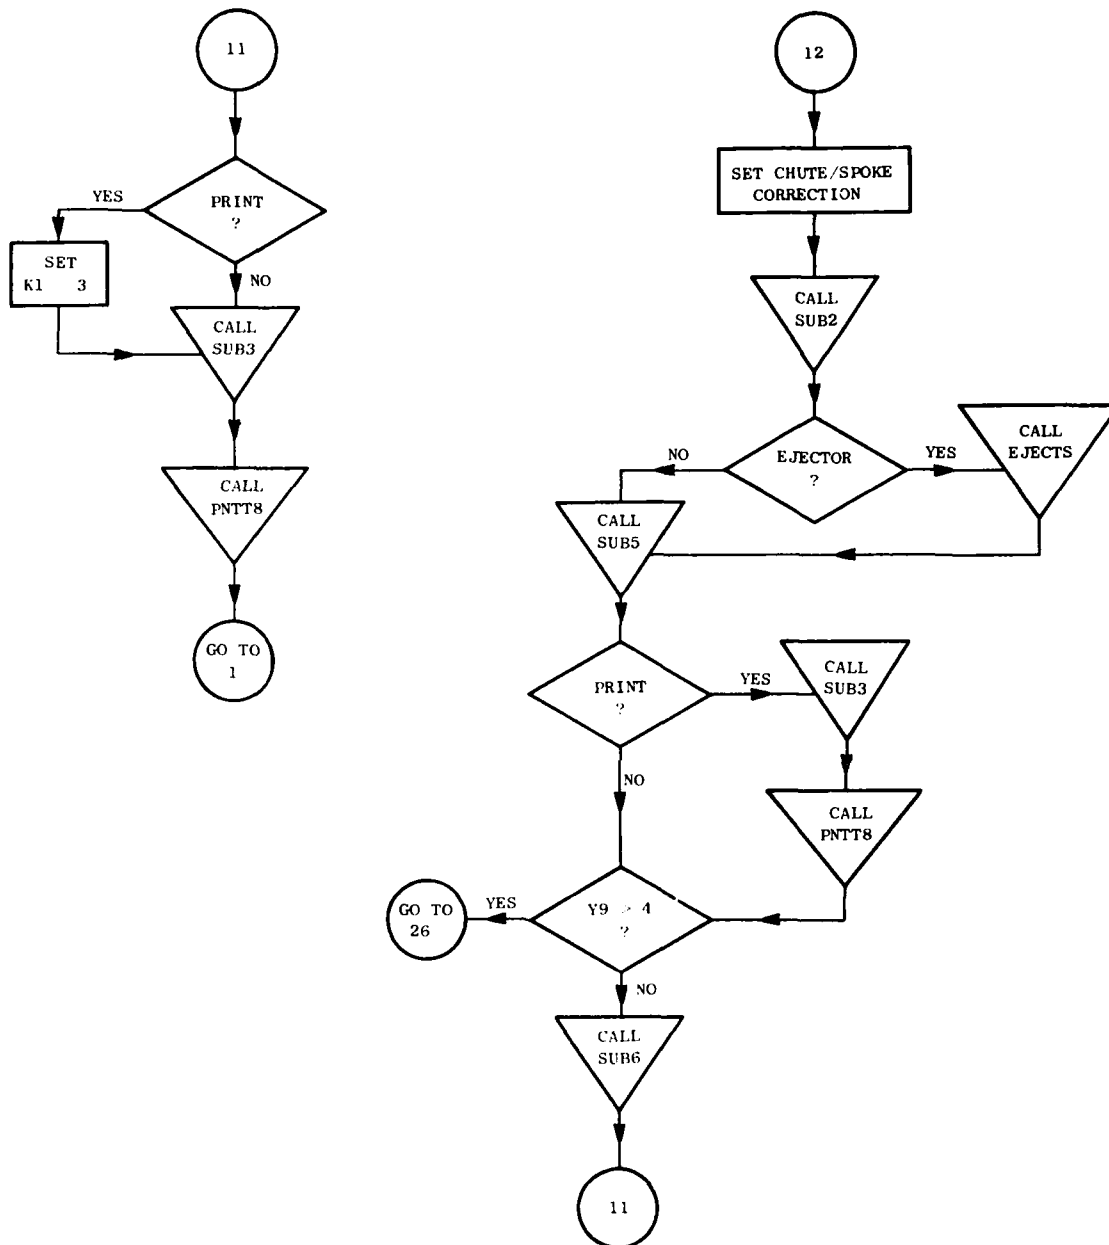 11
PRINT
?
YES
NO
SET
K1 3
CALL
SUB3
CALL
PNTT8
GO TO
1
12
SET CHUTE/SPOKE
CORRECTION
CALL
SUB2
EJECTOR
?
NO
YES
CALL
EJECTS
CALL
SUB5
PRINT
?
YES
NO
CALL
SUB3
CALL
PNTT8
Y9 > 4
?
YES
NO
GO TO
26
CALL
SUB6
11